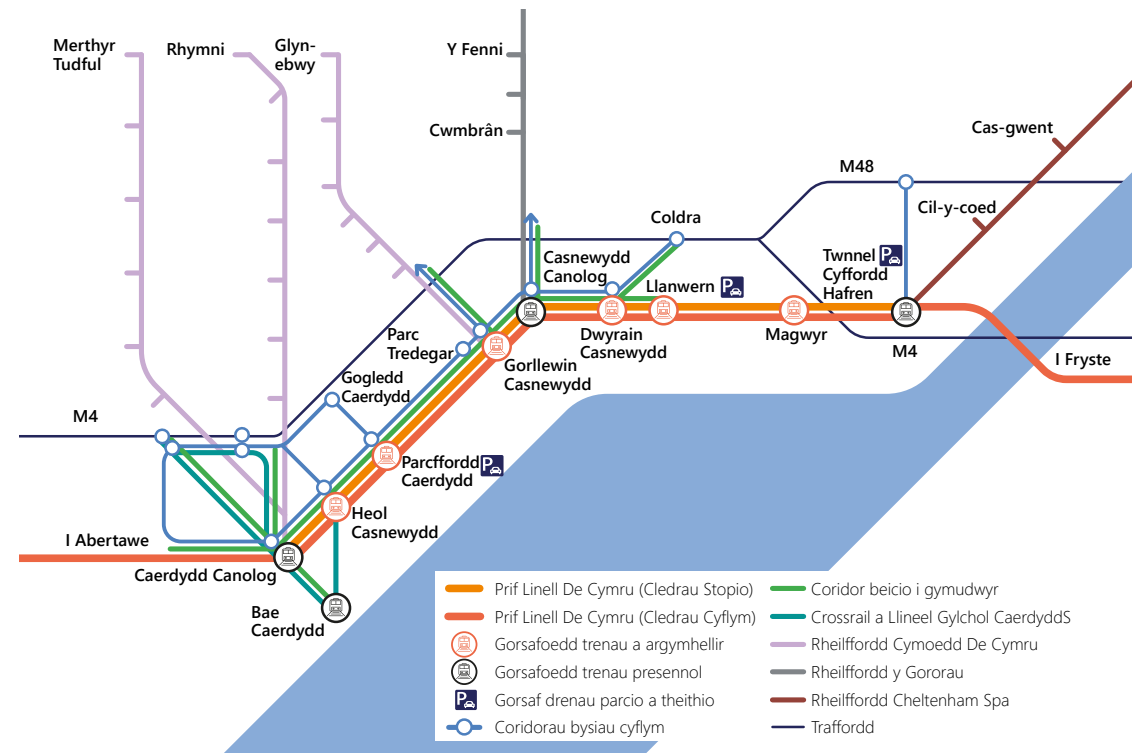 Merthyr
Tudful
Rhymni
Glyn-
ebwy
Y Fenni
Cwmbrân
Cas-gwent
M48
Cil-y-coed
Coldra
Casnewydd
Canolog
Twnnel
Cyffordd
Hafren
Llanwern
Parc
Tredegar
Dwyrain
Casnewydd
Magwyr
M4
Gorllewin
Casnewydd
I Fryste
Gogledd
Caerdydd
M4
Parcffordd
Caerdydd
Heol
Casnewydd
I Abertawe
Caerdydd Canolog
Bae
Caerdydd
Prif Linell De Cymru (Cledrau Stopio)
Prif Linell De Cymru (Cledrau Cyflym)
Gorsafoedd trenau a argymhellir
Gorsafoedd trenau presennol
Gorsaf drenau parcio a theithio
Coridorau bysiau cyflym
Coridor beicio i gymudwyr
Crossrail a Llineel Gylchol CaerdyddS
Rheilffordd Cymoedd De Cymru
Rheilffordd y Gororau
Rheilffordd Cheltenham Spa
Traffordd
P
P
P
P